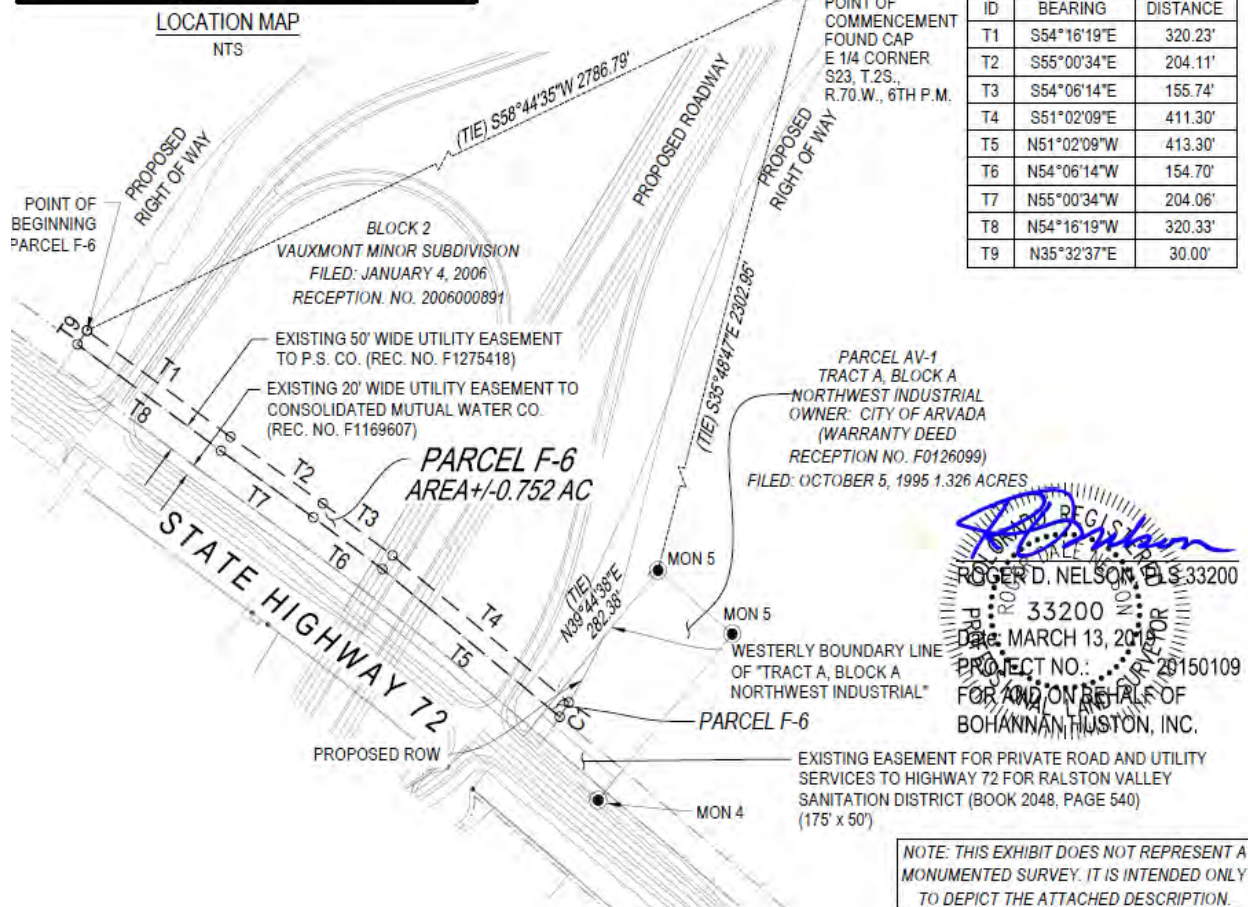 LOCATION MAP
NTS
POINT OF
COMMENCEMENT
FOUND CAP
E 1/4 CORNER
S23, T.2S.,
R.70.W., 6TH P.M.
ID BEARING DISTANCE
T1 S54°16'19"E 320.23'
T2 S55°00'34"E 204.11'
T3 S54°06'14"E 155.74'
T4 S51°02'09"E 411.30'
T5 N51°02'09"W 413.30'
T6 N54°06'14"W 154.70'
T7 N55°00'34"W 204.06'
T8 N54°16'19"W 320.33'
T9 N35°32'37"E 30.00'
(TIE) S58°44'35"W 2786.79'
PROPOSED ROADWAY
PROPOSED
RIGHT OF WAY
PROPOSED
RIGHT OF WAY
POINT OF
BEGINNING
PARCEL F-6
BLOCK 2
VAUXMONT MINOR SUBDIVISION
FILED: JANUARY 4, 2006
RECEPTION. NO. 2006000891
(TIE) S35°48'47"E 2302.95'
T9
T1
T8
EXISTING 50' WIDE UTILITY EASEMENT
TO P.S. CO. (REC. NO. F1275418)
EXISTING 20' WIDE UTILITY EASEMENT TO
CONSOLIDATED MUTUAL WATER CO.
(REC. NO. F1169607)
PARCEL AV-1
TRACT A, BLOCK A
NORTHWEST INDUSTRIAL
OWNER: CITY OF ARVADA
(WARRANTY DEED
RECEPTION NO. F0126099)
FILED: OCTOBER 5, 1995 1.326 ACRES
PARCEL F-6
AREA+/-0.752 AC
T2
T7
T3
T6
T4
T5
C1
STATE HIGHWAY 72
(TIE)
N39°44'38"E
282.38'
MON 5
MON 5
WESTERLY BOUNDARY LINE
OF "TRACT A, BLOCK A
NORTHWEST INDUSTRIAL"
PARCEL F-6
PROPOSED ROW
MON 4
EXISTING EASEMENT FOR PRIVATE ROAD AND UTILITY
SERVICES TO HIGHWAY 72 FOR RALSTON VALLEY
SANITATION DISTRICT (BOOK 2048, PAGE 540)
(175' x 50')
COLORADO REGISTERED
ROGER DALE NELSON
33200
PROFESSIONAL LAND SURVEYOR
ROGER D. NELSON, PLS 33200
Date: MARCH 13, 2019
PROJECT NO.: 20150109
FOR AND ON BEHALF OF
BOHANNAN HUSTON, INC.
NOTE: THIS EXHIBIT DOES NOT REPRESENT A
MONUMENTED SURVEY. IT IS INTENDED ONLY
TO DEPICT THE ATTACHED DESCRIPTION.